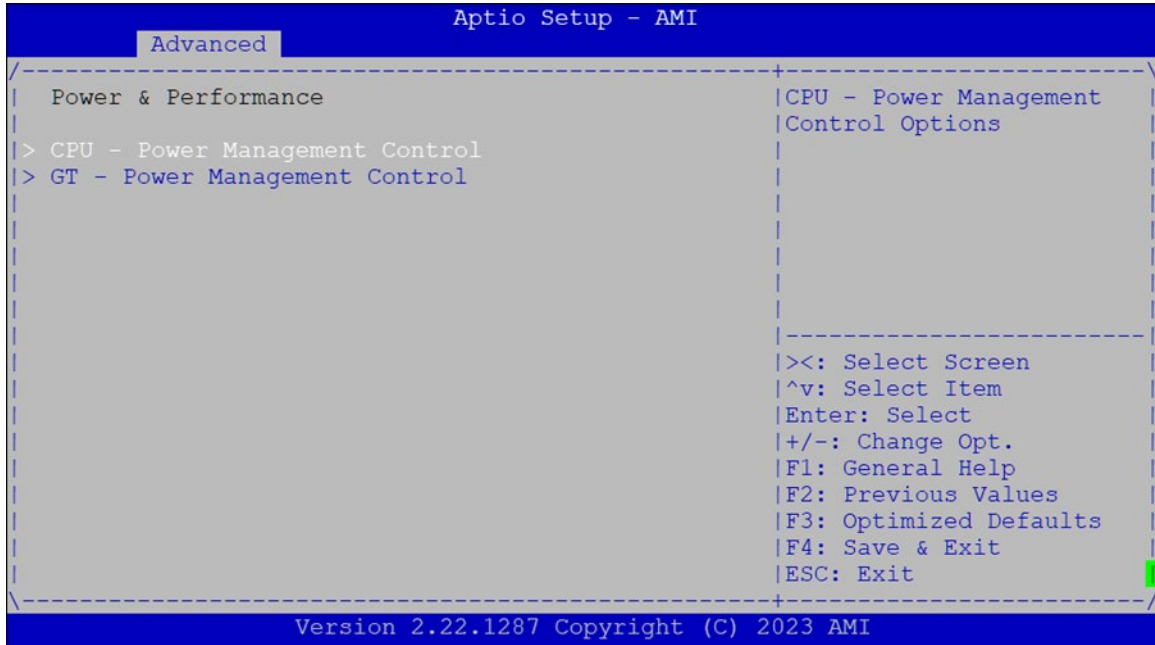 Aptio Setup - AMI
Advanced
Power & Performance
> CPU - Power Management Control
> GT - Power Management Control
CPU - Power Management
Control Options
><: Select Screen
^v: Select Item
Enter: Select
+/-: Change Opt.
F1: General Help
F2: Previous Values
F3: Optimized Defaults
F4: Save & Exit
ESC: Exit
Version 2.22.1287 Copyright (C) 2023 AMI